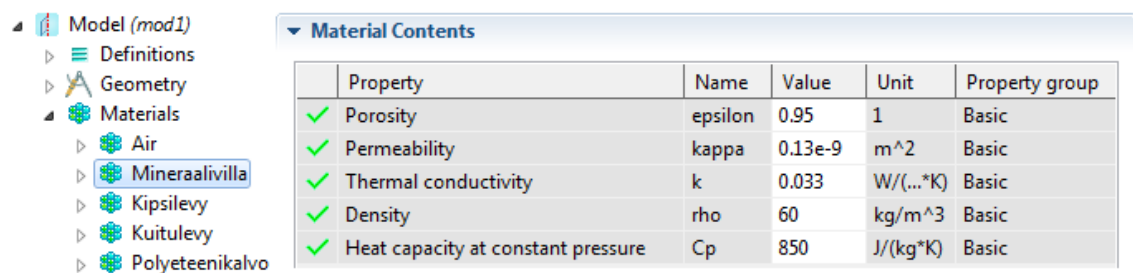 Model (mod1)
Definitions
Geometry
Materials
Air
Mineraalivilla
Kipsilevy
Kuitulevy
Polyeteenikalvo
Material Contents
Property Name Value Unit Property group
Porosity epsilon 0.95 1 Basic
Permeability kappa 0.13e-9 m^2 Basic
Thermal conductivity k 0.033 W/(...*K) Basic
Density rho 60 kg/m^3 Basic
Heat capacity at constant pressure Cp 850 J/(kg*K) Basic